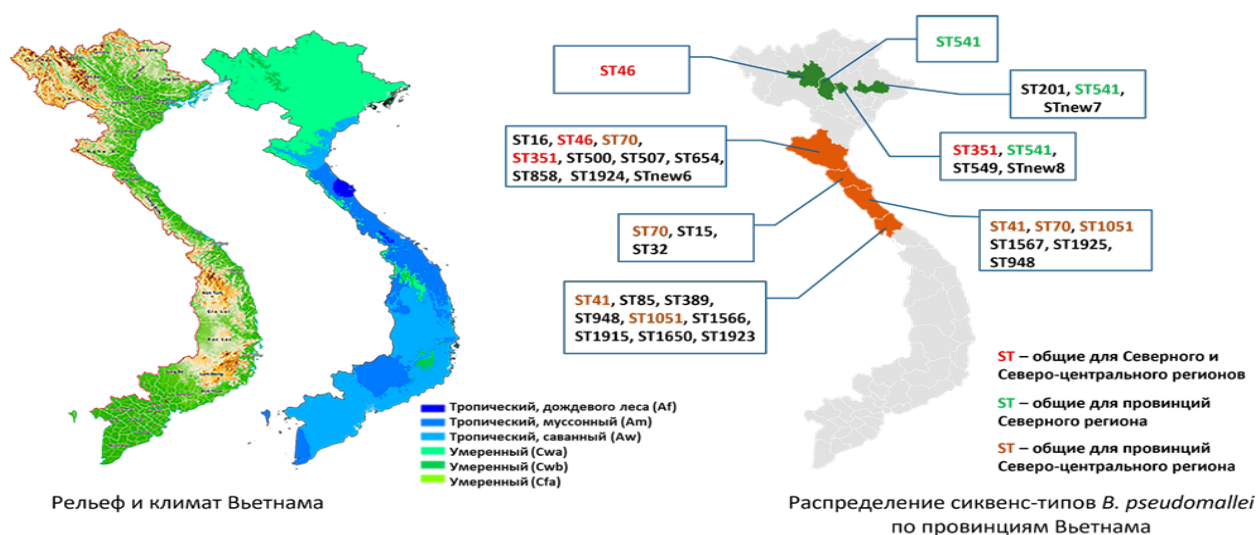 ST541
ST46
ST201, ST541,
STnew7
ST16, ST46, ST70,
ST351, ST500, ST507, ST654,
ST858, ST1924, STnew6
ST351, ST541,
ST549, STnew8
ST70, ST15,
ST32
ST41, ST70, ST1051
ST1567, ST1925,
ST948
ST41, ST85, ST389,
ST948, ST1051, ST1566,
ST1915, ST1650, ST1923
ST – общие для Северного и
Северо-центрального регионов
ST – общие для провинций
Северного региона
ST – общие для провинций
Северо-центрального региона
Тропический, дождевого леса (Af)
Тропический, муссонный (Am)
Тропический, саванный (Aw)
Умеренный (Cwa)
Умеренный (Cwb)
Умеренный (Cfa)
Рельеф и климат Вьетнама
Распределение сиквенс-типов B. pseudomallei
по провинциям Вьетнама